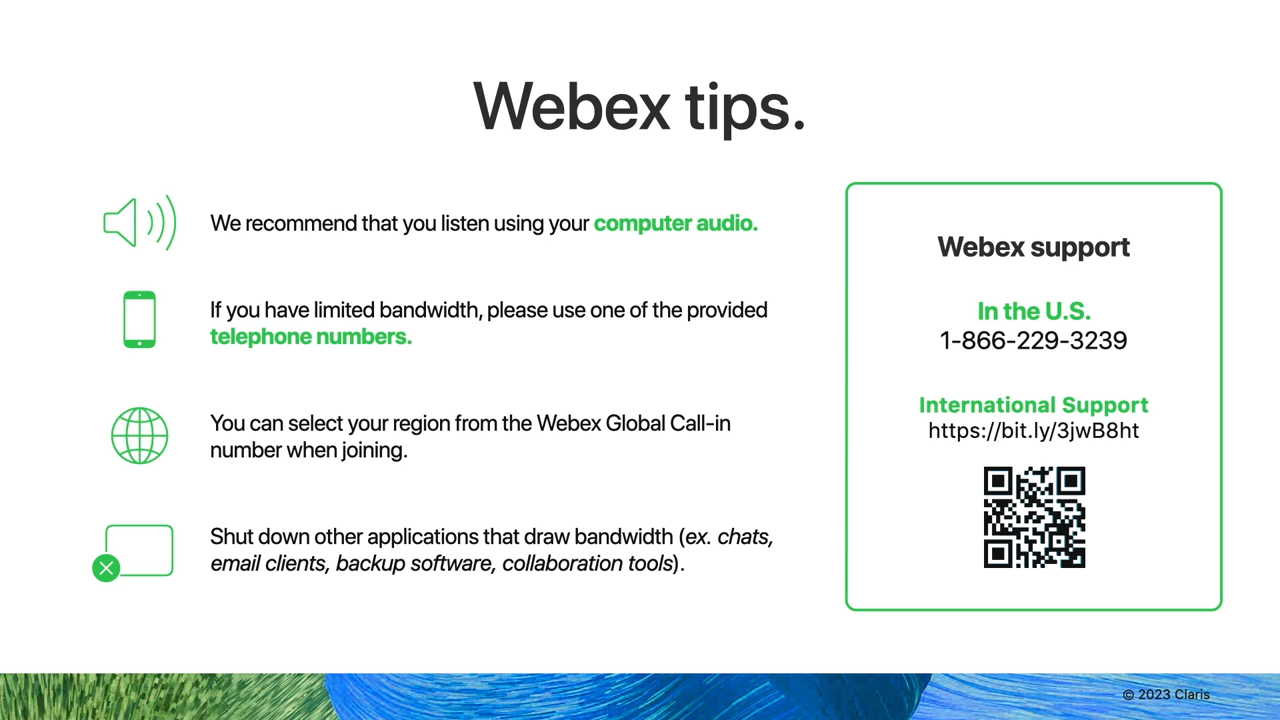 Webex tips.
We recommend that you listen using your computer audio.
If you have limited bandwidth, please use one of the provided
telephone numbers.
You can select your region from the Webex Global Call-in
number when joining.
Shut down other applications that draw bandwidth (ex. chats,
email clients, backup software, collaboration tools).
Webex support
In the U.S.
1-866-229-3239
International Support
https://bit.ly/3jwB8ht
© 2023 Claris